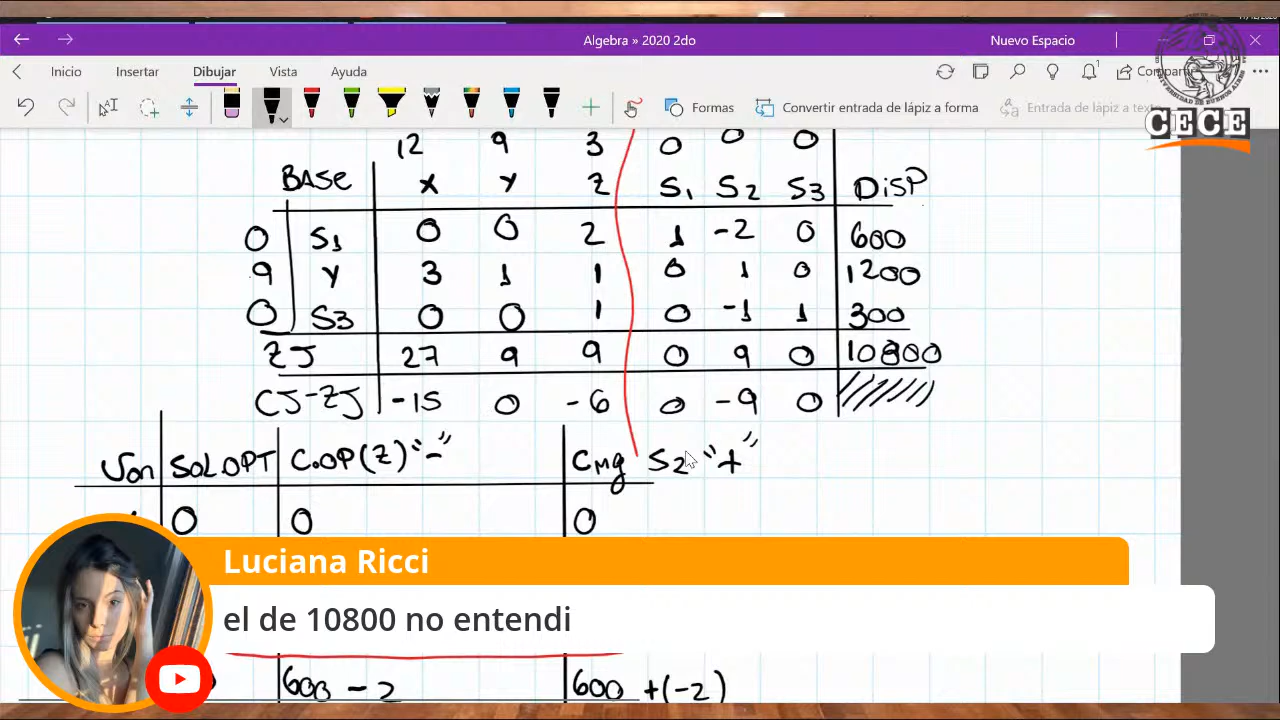 11/12/2020
Algebra » 2020 2do
Nuevo Espacio
Inicio Insertar Dibujar Vista Ayuda Compartir
Formas Convertir entrada de lápiz a forma Entrada de lápiz a texto
CECE
12 9 3 0 0 0
BASE X Y Z S1 S2 S3 DISP
0 S1 0 0 2 1 -2 0 600
9 Y 3 1 1 0 1 0 1200
0 S3 0 0 1 0 -1 1 300
ZJ 27 9 9 0 9 0 10800
CJ-ZJ -15 0 -6 0 -9 0
Von SOL.OPT C.OP(Z) "-" CMg S2 "+"
0 0 0
Luciana Ricci
el de 10800 no entendi
600 - 2 600 +(-2)